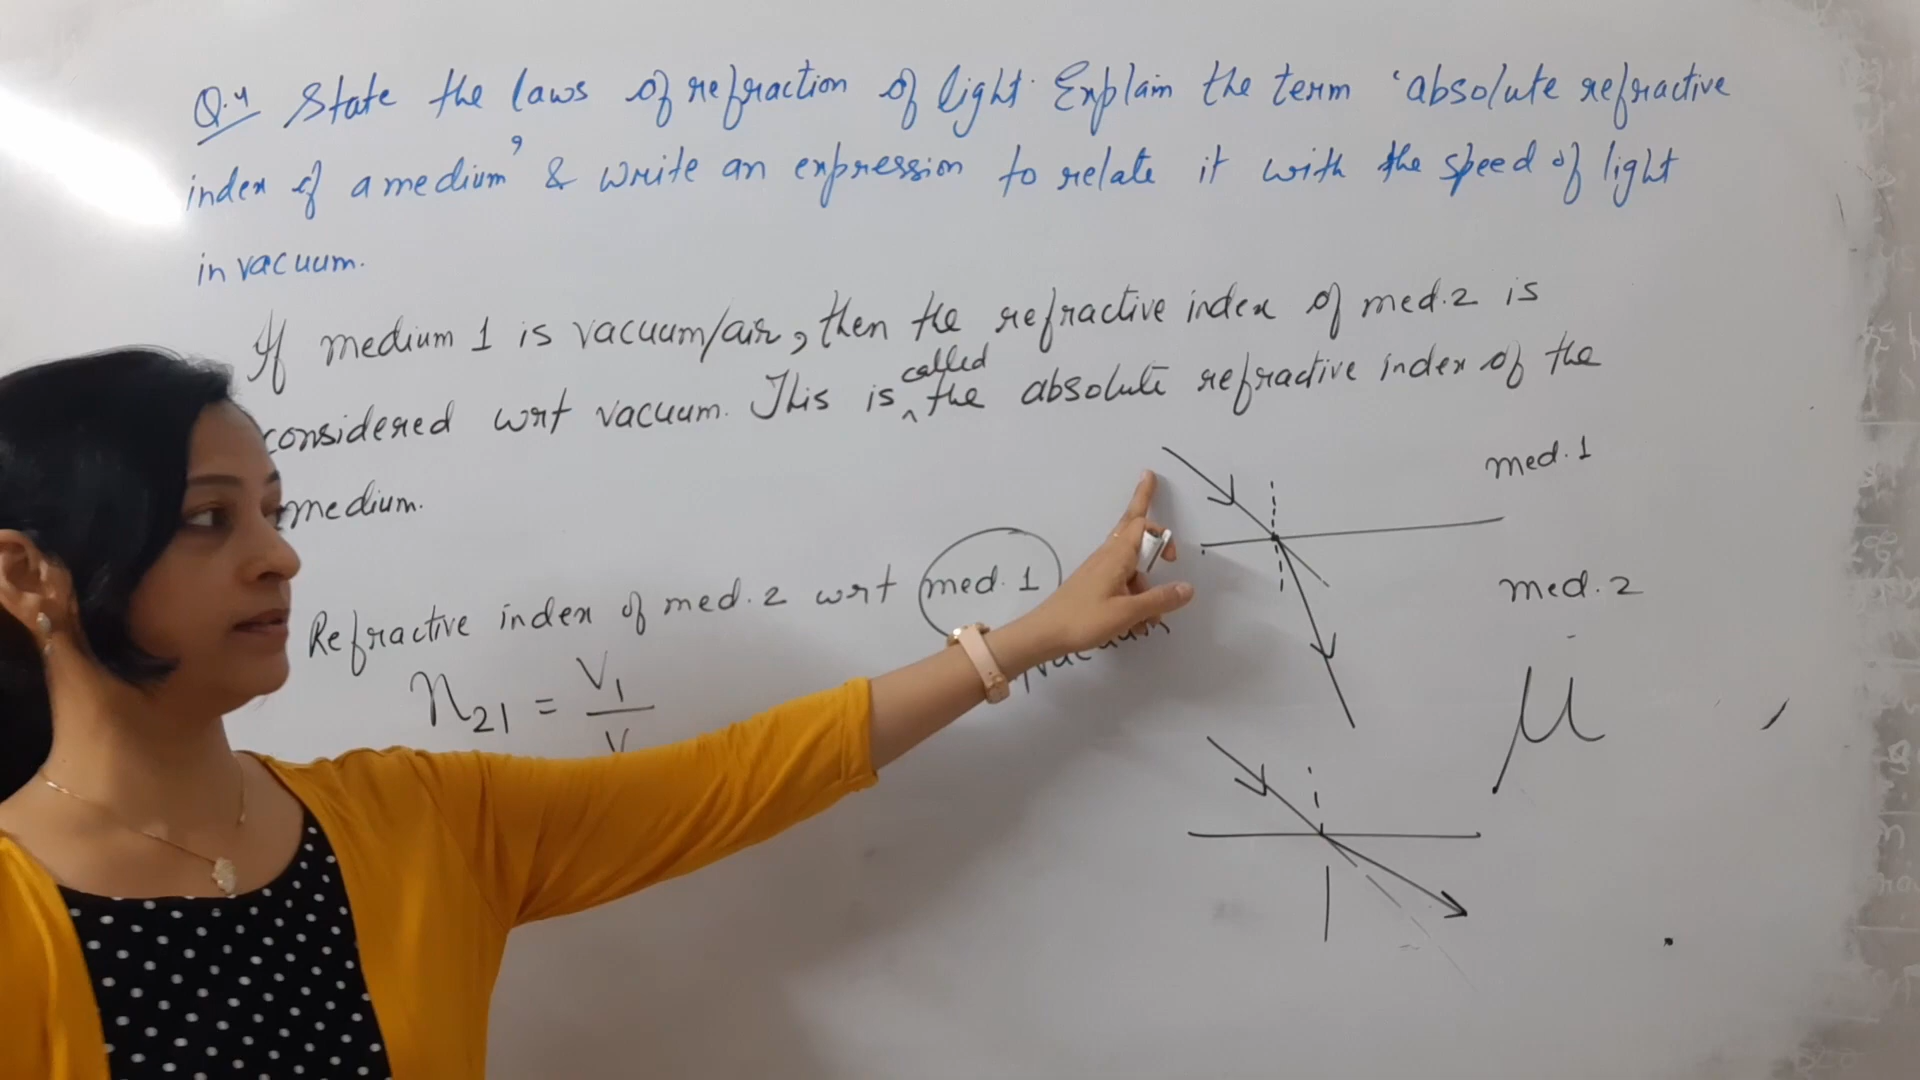 Q.4 State the laws of refraction of light. Explain the term 'absolute refractive
index of a medium' & write an expression to relate it with the speed of light
in vacuum.
If medium 1 is vacuum/air, then the refractive index of med. 2 is
considered wrt vacuum. This is called the absolute refractive index of the
medium.
med. 1
Refractive index of med. 2 wrt med. 1
med. 2
n21 = V1
V
μ